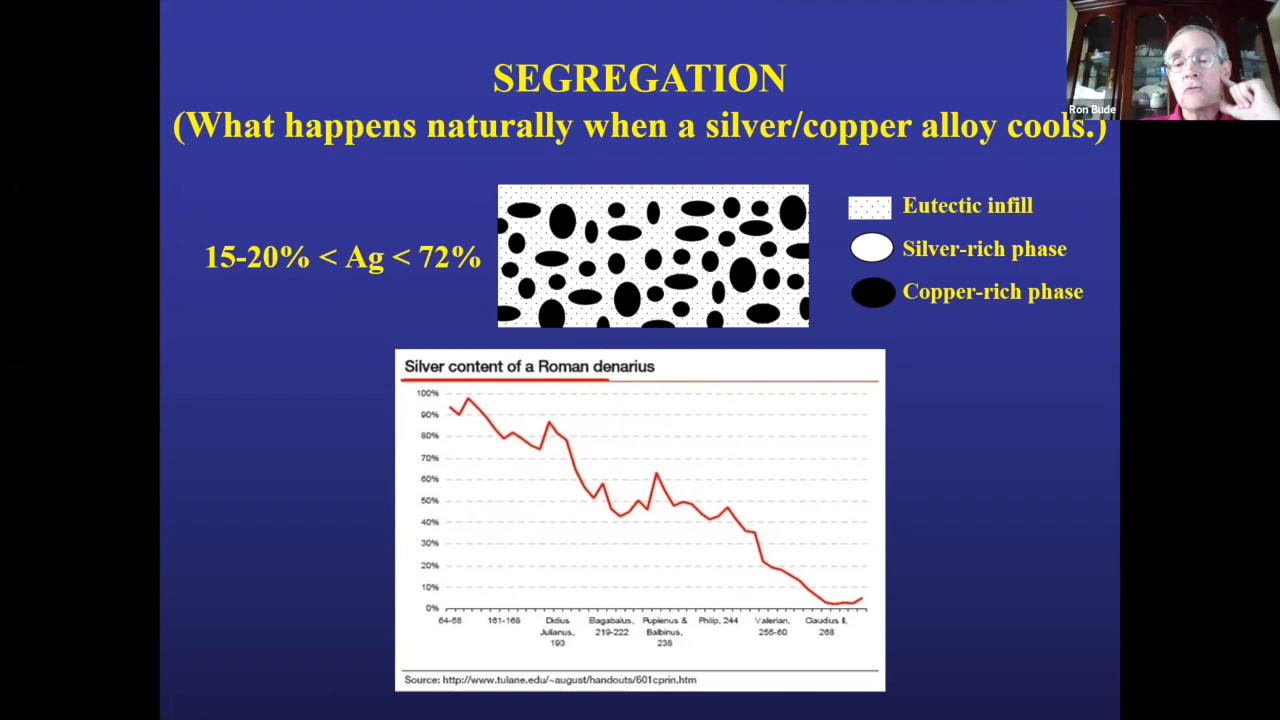 SEGREGATION
(What happens naturally when a silver/copper alloy cools.)
Ron Bude
15-20% < Ag < 72%
Eutectic infill
Silver-rich phase
Copper-rich phase
Silver content of a Roman denarius
100%
90%
80%
70%
60%
50%
40%
30%
20%
10%
0%
64-68
161-168
Didius Julianus, 193
Elagabalus, 219-222
Pupienus & Balbinus, 238
Philip, 244
Valerian, 255-60
Claudius II, 268
Source: http://www.tulane.edu/~august/handouts/601cprin.htm